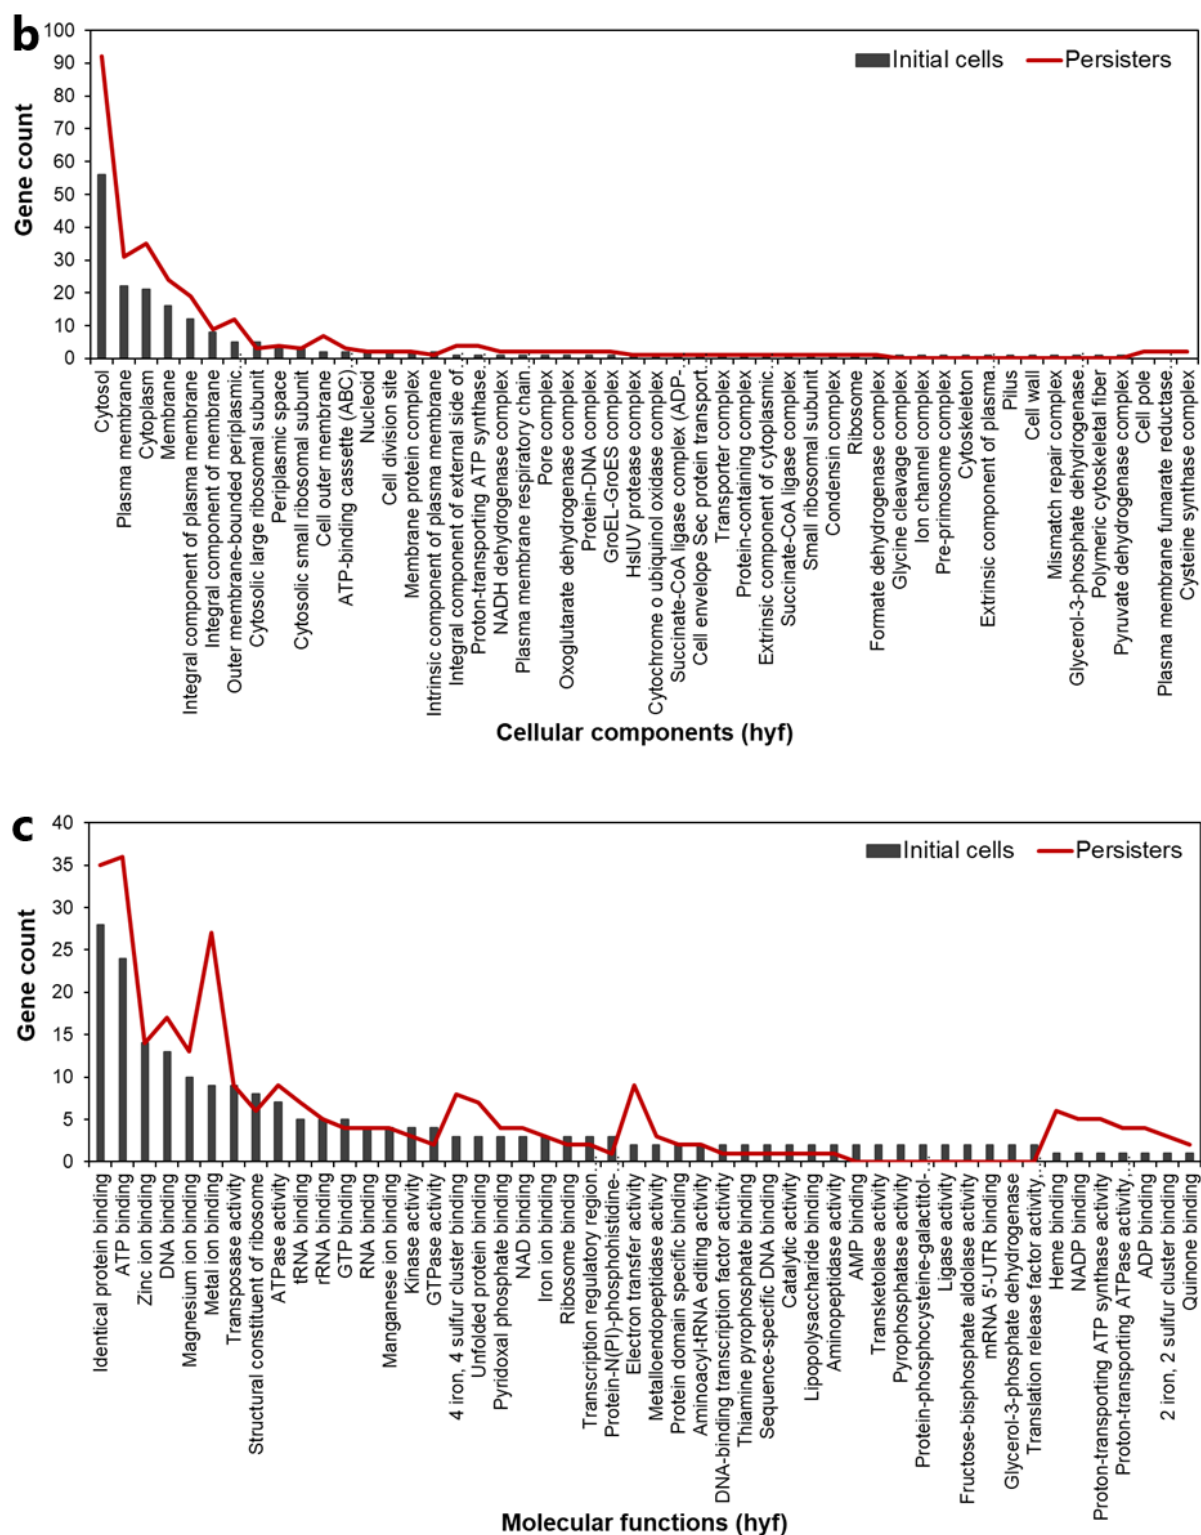 b
100
90
80
70
60
50
40
30
20
10
0
Gene count
Initial cells
Persisters
Cytosol
Plasma membrane
Cytoplasm
Membrane
Integral component of plasma membrane
Integral component of membrane
Outer membrane-bounded periplasmic…
Cytosolic large ribosomal subunit
Periplasmic space
Cytosolic small ribosomal subunit
Cell outer membrane
ATP-binding cassette (ABC)…
Nucleoid
Cell division site
Membrane protein complex
Intrinsic component of plasma membrane
Integral component of external side of…
Proton-transporting ATP synthase…
NADH dehydrogenase complex
Plasma membrane respiratory chain…
Pore complex
Oxoglutarate dehydrogenase complex
Protein-DNA complex
GroEL-GroES complex
HslUV protease complex
Cytochrome o ubiquinol oxidase complex
Succinate-CoA ligase complex (ADP-…
Cell envelope Sec protein transport…
Transporter complex
Protein-containing complex
Extrinsic component of cytoplasmic…
Succinate-CoA ligase complex
Small ribosomal subunit
Condensin complex
Ribosome
Formate dehydrogenase complex
Glycine cleavage complex
Ion channel complex
Pre-primosome complex
Cytoskeleton
Extrinsic component of plasma…
Pilus
Cell wall
Mismatch repair complex
Glycerol-3-phosphate dehydrogenase…
Polymeric cytoskeletal fiber
Pyruvate dehydrogenase complex
Cell pole
Plasma membrane fumarate reductase…
Cysteine synthase complex
Cellular components (hyf)
c
40
35
30
25
20
15
10
5
0
Gene count
Initial cells
Persisters
Identical protein binding
ATP binding
Zinc ion binding
DNA binding
Magnesium ion binding
Metal ion binding
Transposase activity
Structural constituent of ribosome
ATPase activity
tRNA binding
rRNA binding
GTP binding
RNA binding
Manganese ion binding
Kinase activity
GTPase activity
4 iron, 4 sulfur cluster binding
Unfolded protein binding
Pyridoxal phosphate binding
NAD binding
Iron ion binding
Ribosome binding
Transcription regulatory region…
Protein-N(PI)-phosphohistidine-…
Electron transfer activity
Metalloendopeptidase activity
Protein domain specific binding
Aminoacyl-tRNA editing activity
DNA-binding transcription factor activity
Thiamine pyrophosphate binding
Sequence-specific DNA binding
Catalytic activity
Lipopolysaccharide binding
Aminopeptidase activity
AMP binding
Transketolase activity
Pyrophosphatase activity
Protein-phosphocysteine-galactitol-…
Ligase activity
Fructose-bisphosphate aldolase activity
mRNA 5'-UTR binding
Glycerol-3-phosphate dehydrogenase
Translation release factor activity…
Heme binding
NADP binding
Proton-transporting ATP synthase activity
Proton-transporting ATPase activity,…
ADP binding
2 iron, 2 sulfur cluster binding
Quinone binding
Molecular functions (hyf)